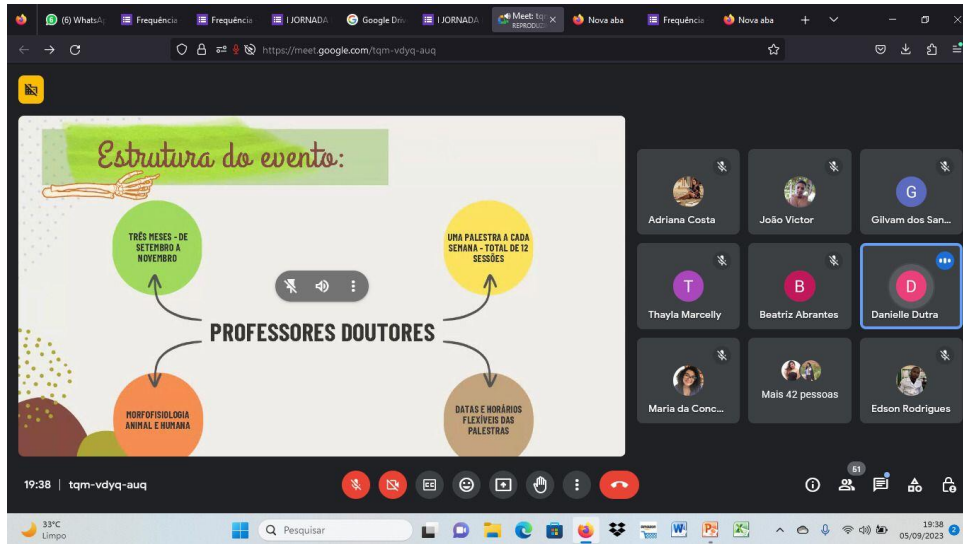 (6) WhatsA
Frequência
Frequência
I JORNADA
Google Driv
I JORNADA
Meet: tq
REPRODUZ
Nova aba
Frequência
Nova aba
https://meet.google.com/tqm-vdyq-auq
Estrutura do evento:
TRÊS MESES - DE
SETEMBRO A
NOVEMBRO
UMA PALESTRA A CADA
SEMANA - TOTAL DE 12
SESSÕES
PROFESSORES DOUTORES
MORFOFISIOLOGIA
ANIMAL E HUMANA
DATAS E HORÁRIOS
FLEXÍVEIS DAS
PALESTRAS
Adriana Costa
João Victor
G
Gilvam dos San...
T
Thayla Marcelly
B
Beatriz Abrantes
D
Danielle Dutra
Maria da Conc...
Mais 42 pessoas
Edson Rodrigues
19:38 | tqm-vdyq-auq
51
33°C
Limpo
Pesquisar
19:38
05/09/2023
2